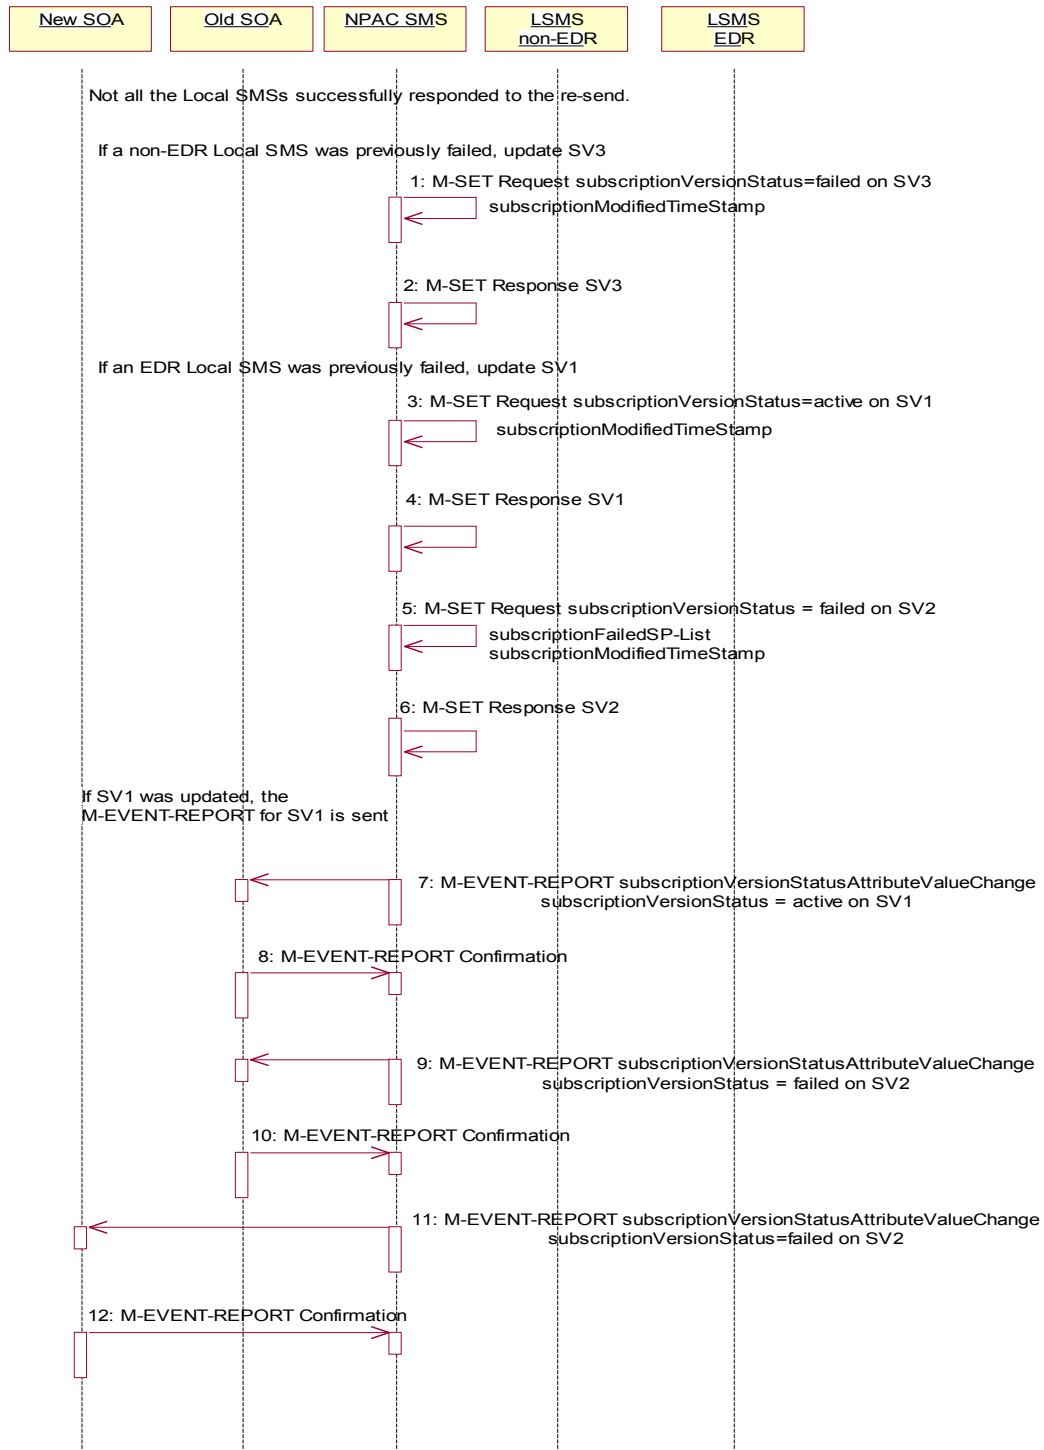 New SOA
Old SOA
NPAC SMS
LSMS
non-EDR
LSMS
EDR
Not all the Local SMSs successfully responded to the re-send.
If a non-EDR Local SMS was previously failed, update SV3
1: M-SET Request subscriptionVersionStatus=failed on SV3
subscriptionModifiedTimeStamp
2: M-SET Response SV3
If an EDR Local SMS was previously failed, update SV1
3: M-SET Request subscriptionVersionStatus=active on SV1
subscriptionModifiedTimeStamp
4: M-SET Response SV1
5: M-SET Request subscriptionVersionStatus = failed on SV2
subscriptionFailedSP-List
subscriptionModifiedTimeStamp
6: M-SET Response SV2
If SV1 was updated, the
M-EVENT-REPORT for SV1 is sent
7: M-EVENT-REPORT subscriptionVersionStatusAttributeValueChange
subscriptionVersionStatus = active on SV1
8: M-EVENT-REPORT Confirmation
9: M-EVENT-REPORT subscriptionVersionStatusAttributeValueChange
subscriptionVersionStatus = failed on SV2
10: M-EVENT-REPORT Confirmation
11: M-EVENT-REPORT subscriptionVersionStatusAttributeValueChange
subscriptionVersionStatus=failed on SV2
12: M-EVENT-REPORT Confirmation